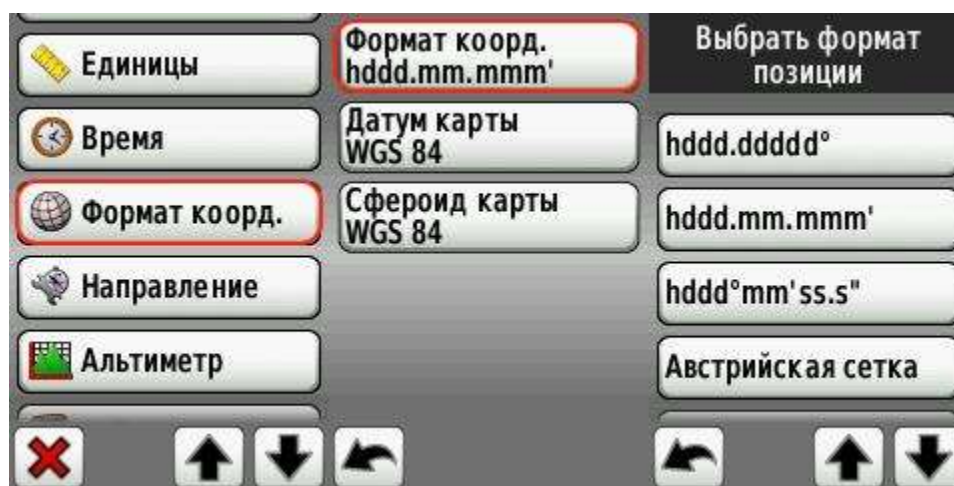 Единицы
Время
Формат коорд.
Направление
Альтиметр
Формат коорд.
hddd.mm.mmm'
Датум карты
WGS 84
Сфероид карты
WGS 84
Выбрать формат
позиции
hddd.ddddd°
hddd.mm.mmm'
hddd°mm'ss.s"
Австрийская сетка